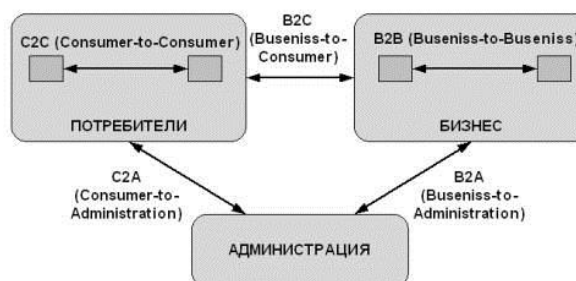 C2C (Consumer-to-Consumer)
ПОТРЕБИТЕЛИ
B2C
(Buseniss-to-
Consumer)
B2B (Buseniss-to-Buseniss)
БИЗНЕС
C2A
(Consumer-to-
Administration)
B2A
(Buseniss-to-
Administration)
АДМИНИСТРАЦИЯ